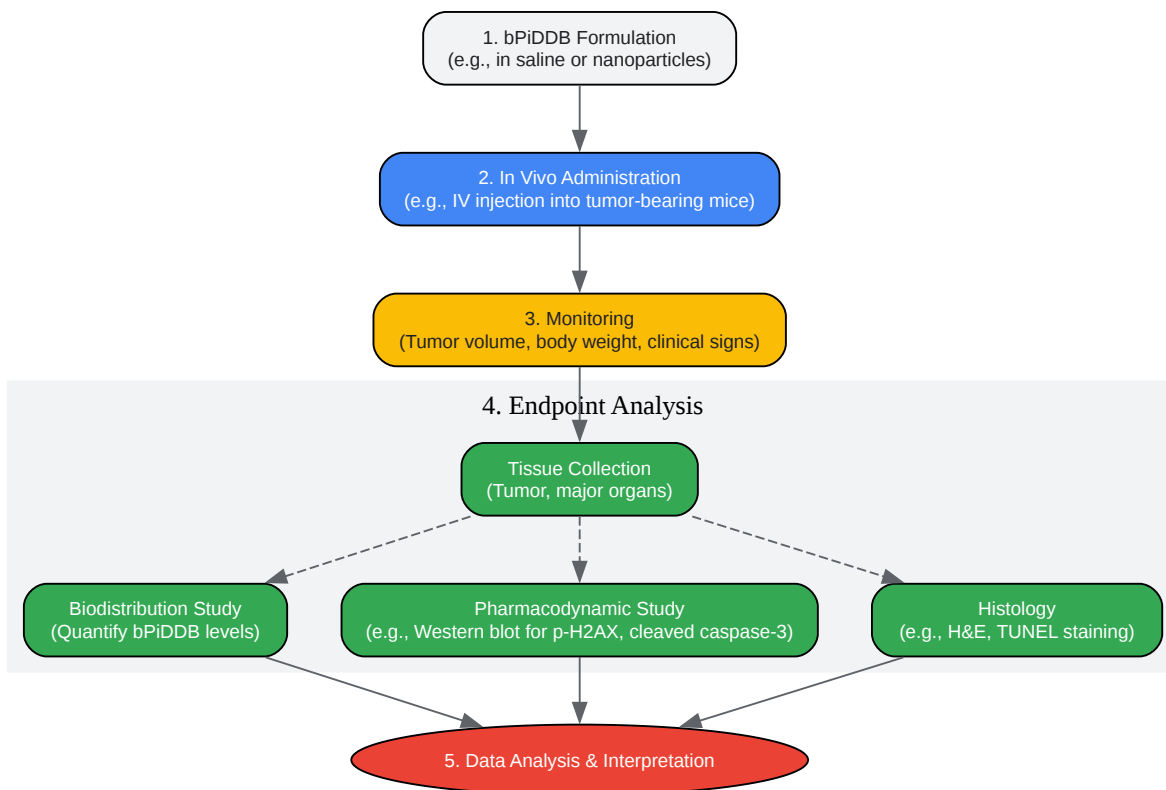 1. bPiDDB Formulation
(e.g., in saline or nanoparticles)
2. In Vivo Administration
(e.g., IV injection into tumor-bearing mice)
3. Monitoring
(Tumor volume, body weight, clinical signs)
4. Endpoint Analysis
Tissue Collection
(Tumor, major organs)
Biodistribution Study
(Quantify bPiDDB levels)
Pharmacodynamic Study
(e.g., Western blot for p-H2AX, cleaved caspase-3)
Histology
(e.g., H&E, TUNEL staining)
5. Data Analysis & Interpretation